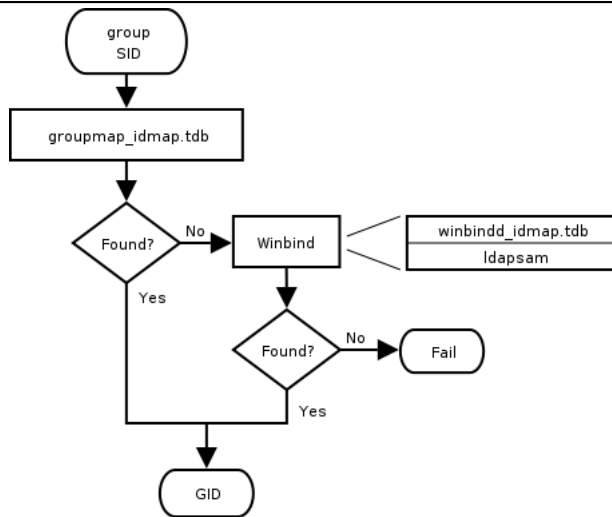 group
SID
groupmap_idmap.tdb
Found?
No
Winbind
winbindd_idmap.tdb
ldapsam
Yes
Found?
No
Fail
Yes
GID